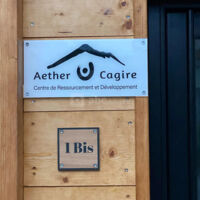 Aether Cagire
Centre de Ressourcement et Développement
1 Bis